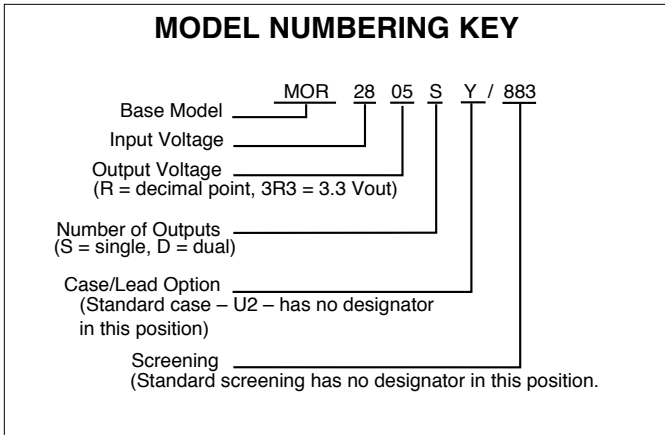 MODEL NUMBERING KEY
MOR 28 05 S Y / 883
Base Model
Input Voltage
Output Voltage
(R = decimal point, 3R3 = 3.3 Vout)
Number of Outputs
(S = single, D = dual)
Case/Lead Option
(Standard case – U2 – has no designator
in this position)
Screening
(Standard screening has no designator in this position.